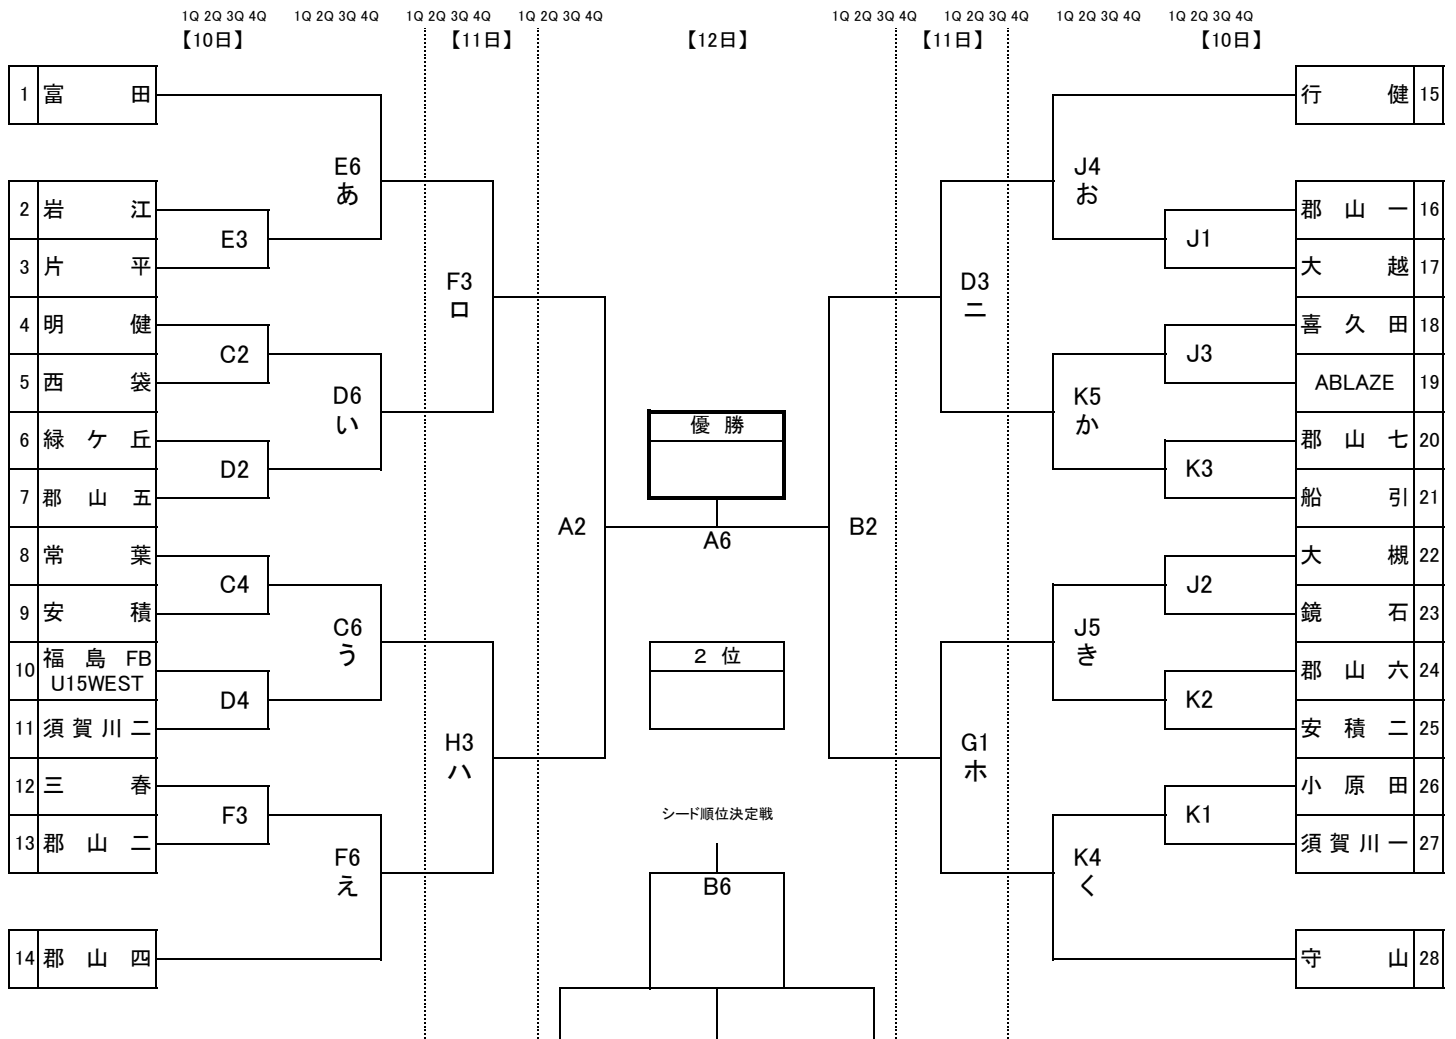 1Q 2Q 3Q 4Q 1Q 2Q 3Q 4Q 1Q 2Q 3Q 4Q 1Q 2Q 3Q 4Q 1Q 2Q 3Q 4Q 1Q 2Q 3Q 4Q 1Q 2Q 3Q 4Q 1Q 2Q 3Q 4Q
【10日】 【11日】 【12日】 【11日】 【10日】
1 富田
2 岩江
3 片平
4 明健
5 西袋
6 緑ケ丘
7 郡山五
8 常葉
9 安積
10 福島 FB
U15WEST
11 須賀川二
12 三春
13 郡山二
14 郡山四
E3
C2
D2
C4
D4
F3
E6
あ
D6
い
C6
う
F6
え
F3
ロ
H3
ハ
A2
優勝
A6
2位
シード順位決定戦
B6
B2
D3
ニ
G1
ホ
J4
お
K5
か
J5
き
K4
く
J1
J3
K3
J2
K2
K1
行健 15
郡山一 16
大越 17
喜久田 18
ABLAZE 19
郡山七 20
船引 21
大槻 22
鏡石 23
郡山六 24
安積二 25
小原田 26
須賀川一 27
守山 28